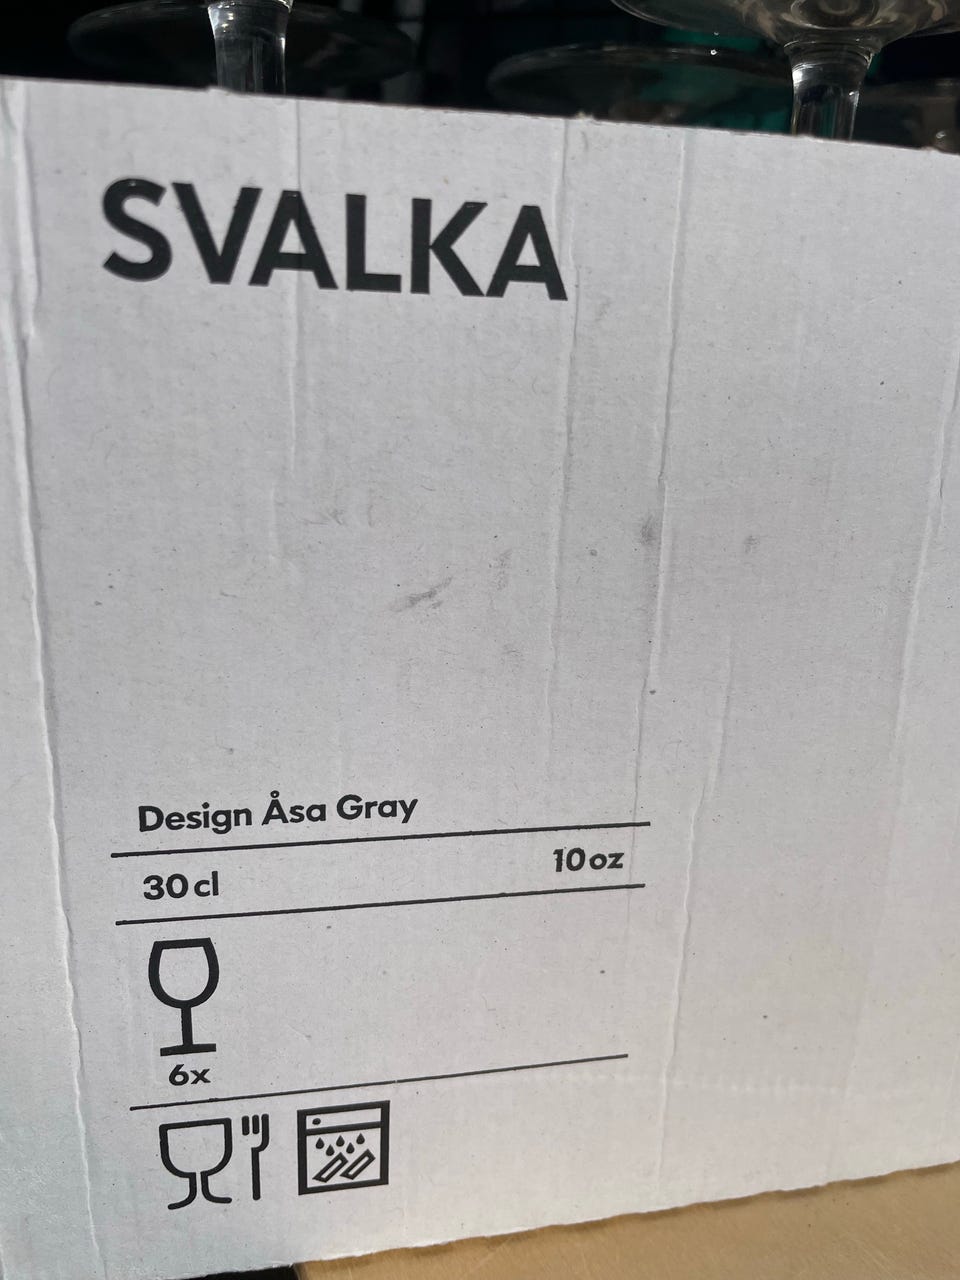 SVALKA
Design Åsa Gray
30 cl 10 oz
6x